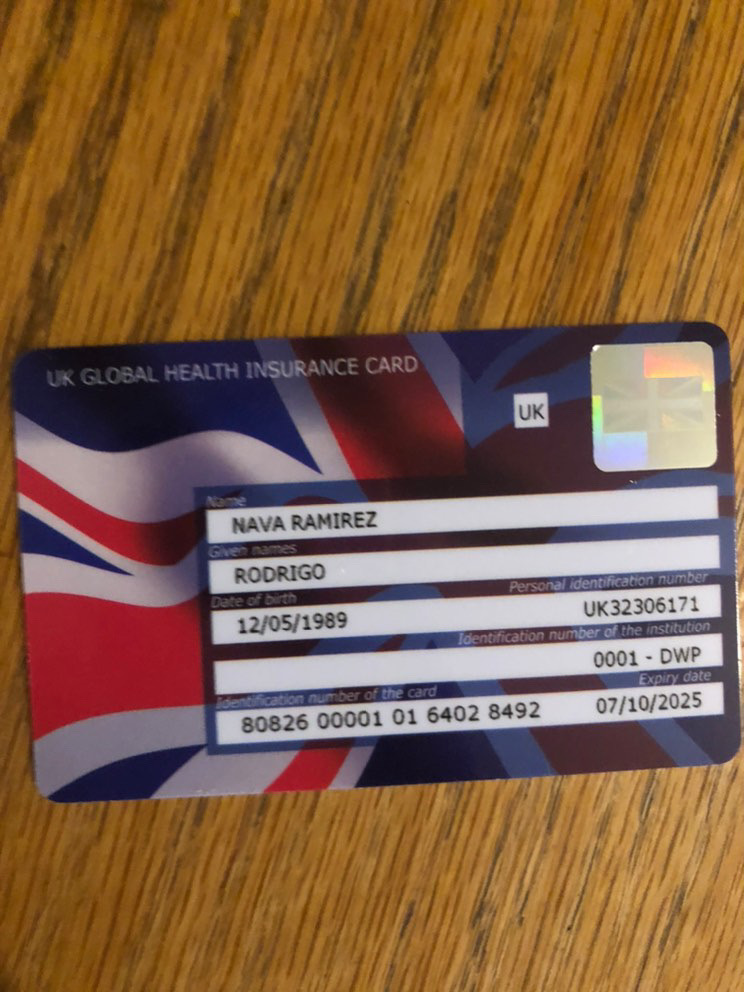 UK GLOBAL HEALTH INSURANCE CARD
UK
Name
NAVA RAMIREZ
Given names
RODRIGO
Date of birth
Personal identification number
12/05/1989
UK32306171
Identification number of the institution
0001 - DWP
Identification number of the card
Expiry date
80826 00001 01 6402 8492
07/10/2025